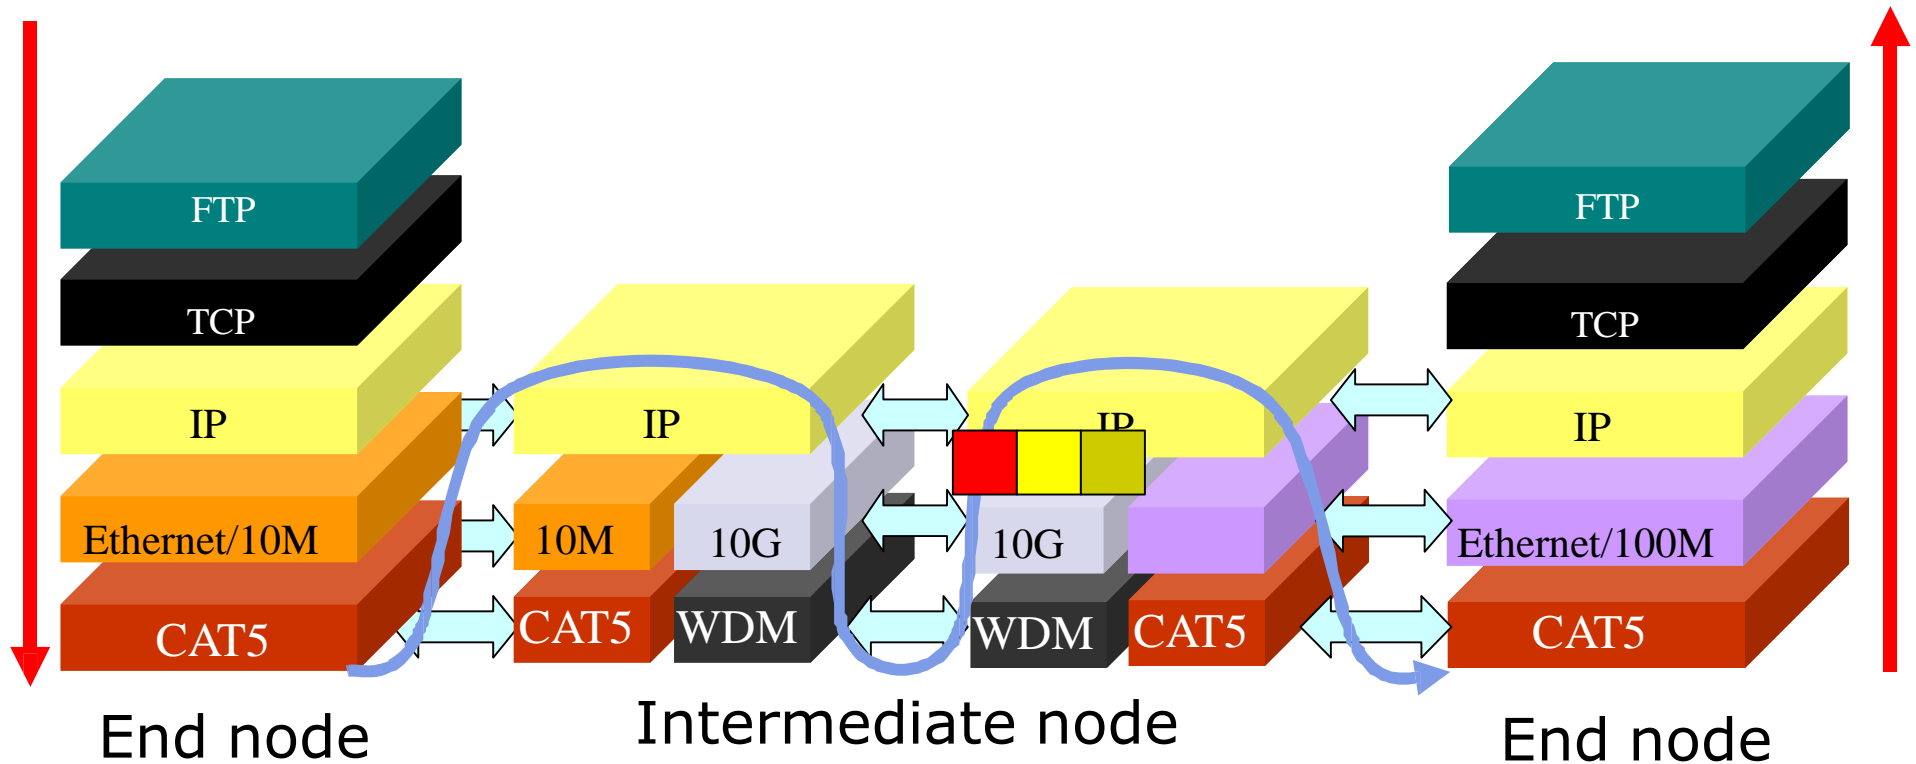 FTP
TCP
IP
Ethernet/10M
CAT5
End node
IP
10M
10G
CAT5
WDM
IP
10G
WDM
CAT5
Intermediate node
FTP
TCP
IP
Ethernet/100M
CAT5
End node